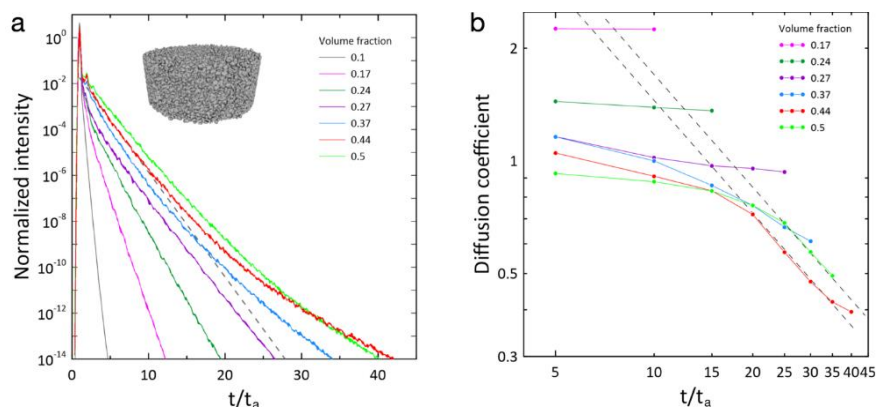 a
Normalized intensity
10^0
10^-2
10^-4
10^-6
10^-8
10^-10
10^-12
10^-14
Volume fraction
0.1
0.17
0.24
0.27
0.37
0.44
0.5
0 10 20 30 40
t/t_a
b
Diffusion coefficient
2
1
0.5
0.3
Volume fraction
0.17
0.24
0.27
0.37
0.44
0.5
5 10 15 20 25 30 35 40 45
t/t_a